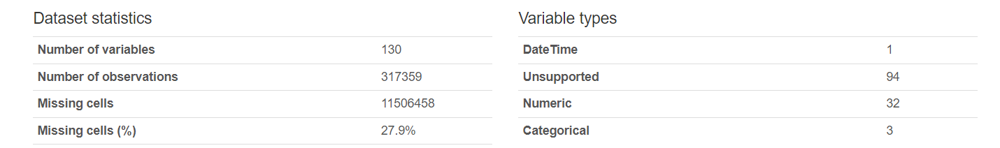 Dataset statistics
Number of variables 130
Number of observations 317359
Missing cells 11506458
Missing cells (%) 27.9%
Variable types
DateTime 1
Unsupported 94
Numeric 32
Categorical 3